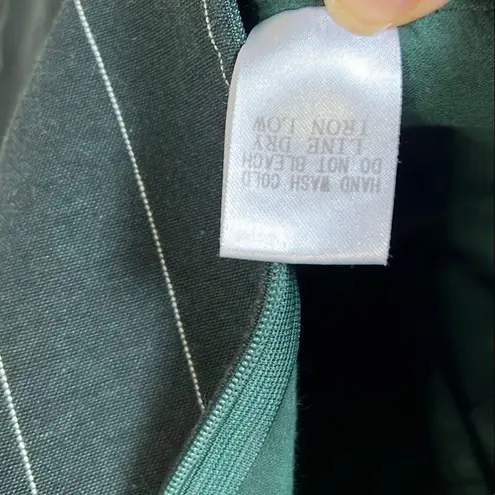 HAND WASH COLD
DO NOT BLEACH
LINE DRY
IRON LOW